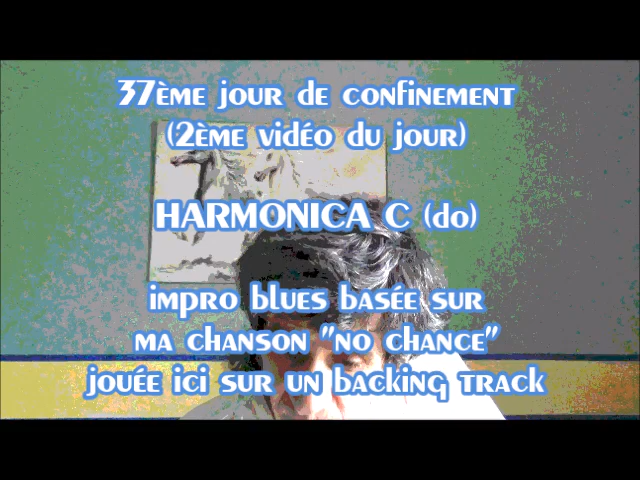 37ème jour de confinement
(2ème vidéo du jour)
HARMONICA C (do)
impro blues basée sur
ma chanson "no chance"
jouée ici sur un backing track